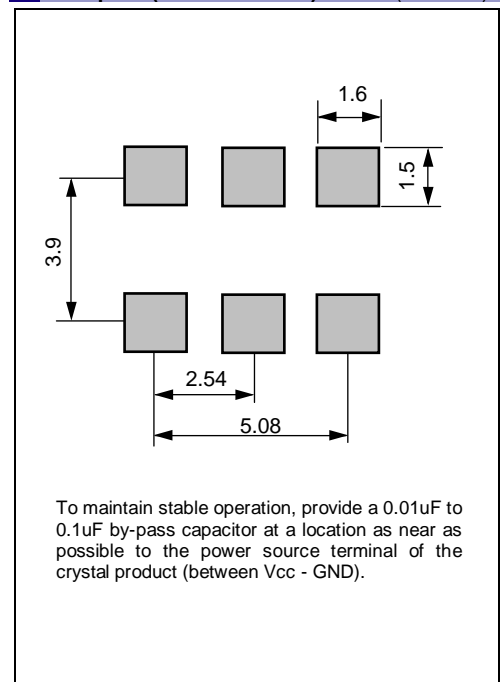 1.6
1.5
3.9
2.54
5.08
To maintain stable operation, provide a 0.01uF to
0.1uF by-pass capacitor at a location as near as
possible to the power source terminal of the
crystal product (between Vcc - GND).